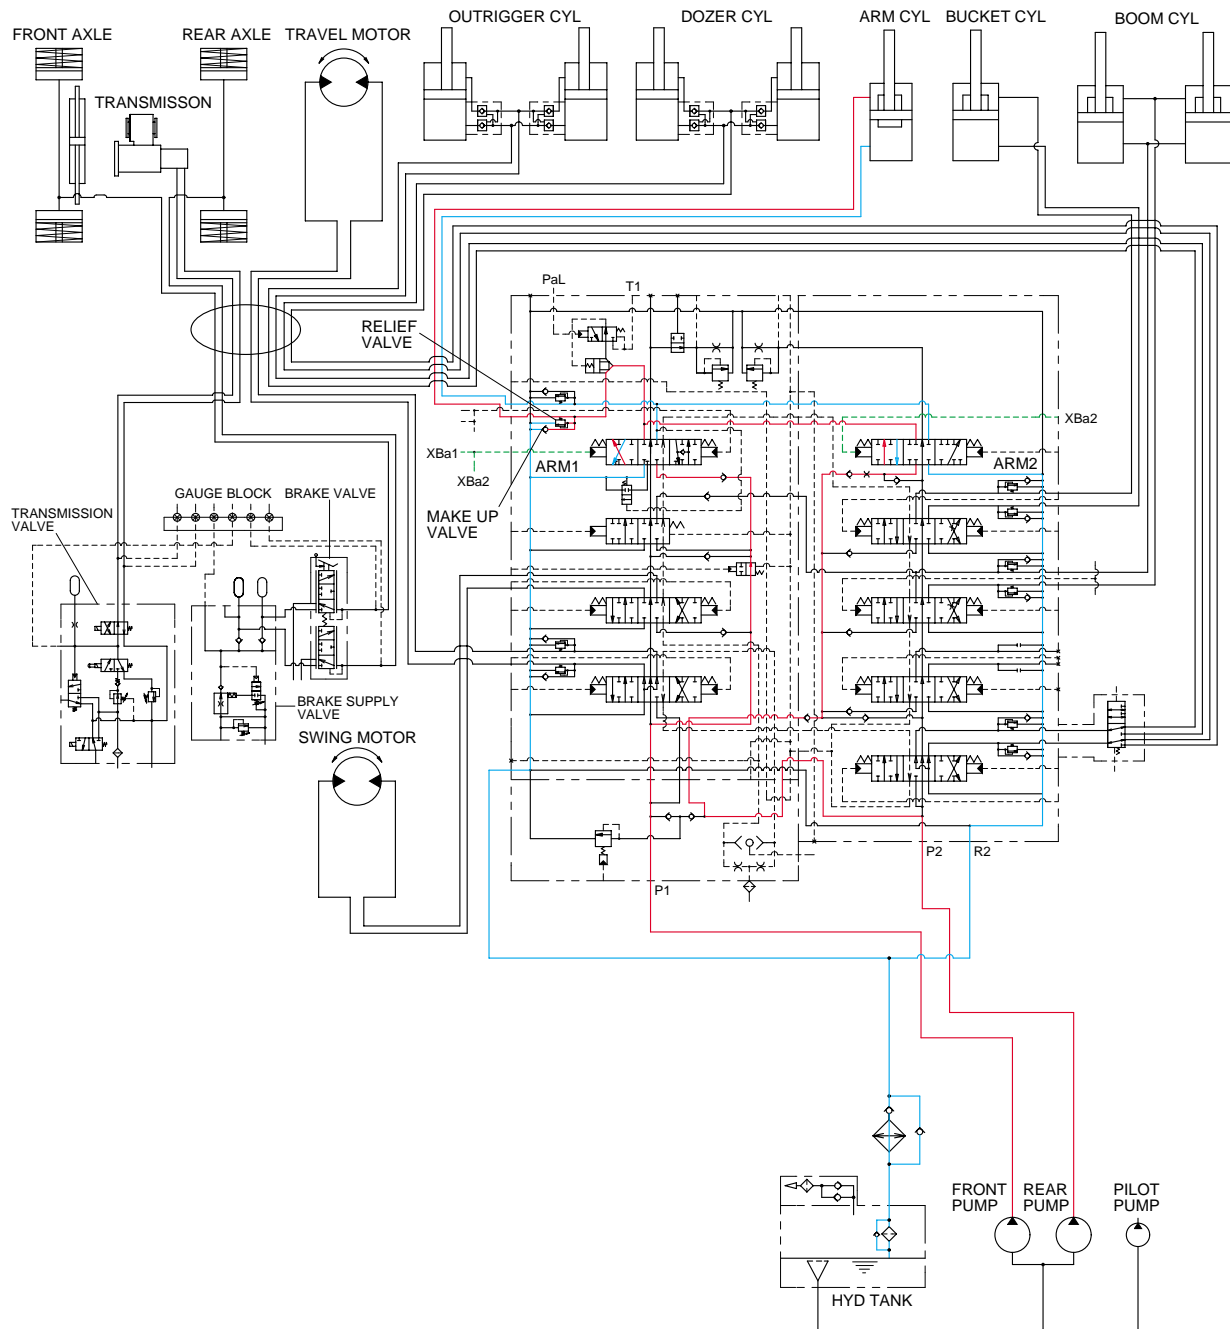 OUTRIGGER CYL
DOZER CYL
ARM CYL
BUCKET CYL
BOOM CYL
FRONT AXLE
REAR AXLE
TRAVEL MOTOR
TRANSMISSON
PaL
T1
RELIEF
VALVE
XBa2
XBa1
XBa2
ARM1
ARM2
GAUGE BLOCK
BRAKE VALVE
TRANSMISSION
VALVE
MAKE UP
VALVE
BRAKE SUPPLY
VALVE
SWING MOTOR
P2
R2
P1
FRONT
PUMP
REAR
PUMP
PILOT
PUMP
HYD TANK